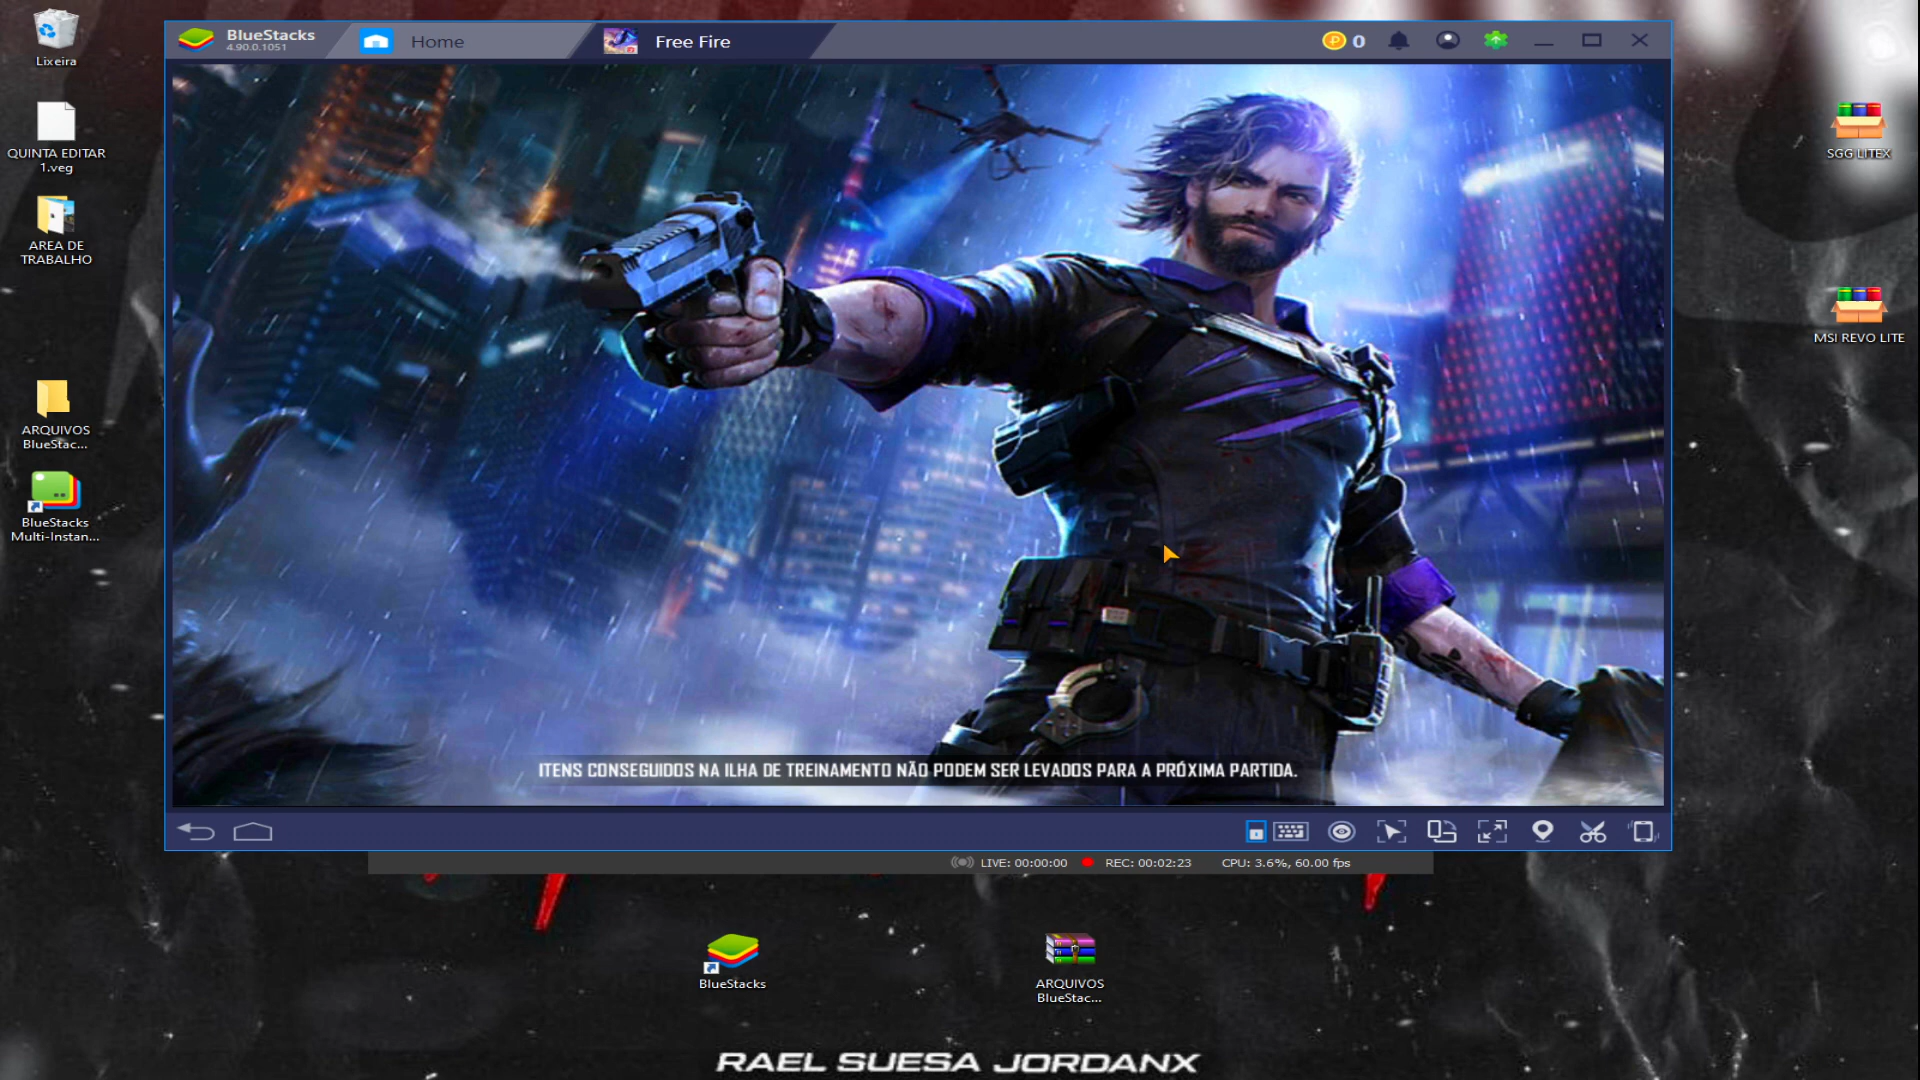 Lixeira
QUINTA EDITAR
1.veg
AREA DE
TRABALHO
ARQUIVOS
BlueStac...
BlueStacks
Multi-Instan...
BlueStacks
4.90.0.1051
Home
Free Fire
0
ITENS CONSEGUIDOS NA ILHA DE TREINAMENTO NÃO PODEM SER LEVADOS PARA A PRÓXIMA PARTIDA.
LIVE: 00:00:00
REC: 00:02:23
CPU: 3.6%, 60.00 fps
SGG LITEX
MSI REVO LITE
BlueStacks
ARQUIVOS
BlueStac...
RAEL SUESA JORDANX